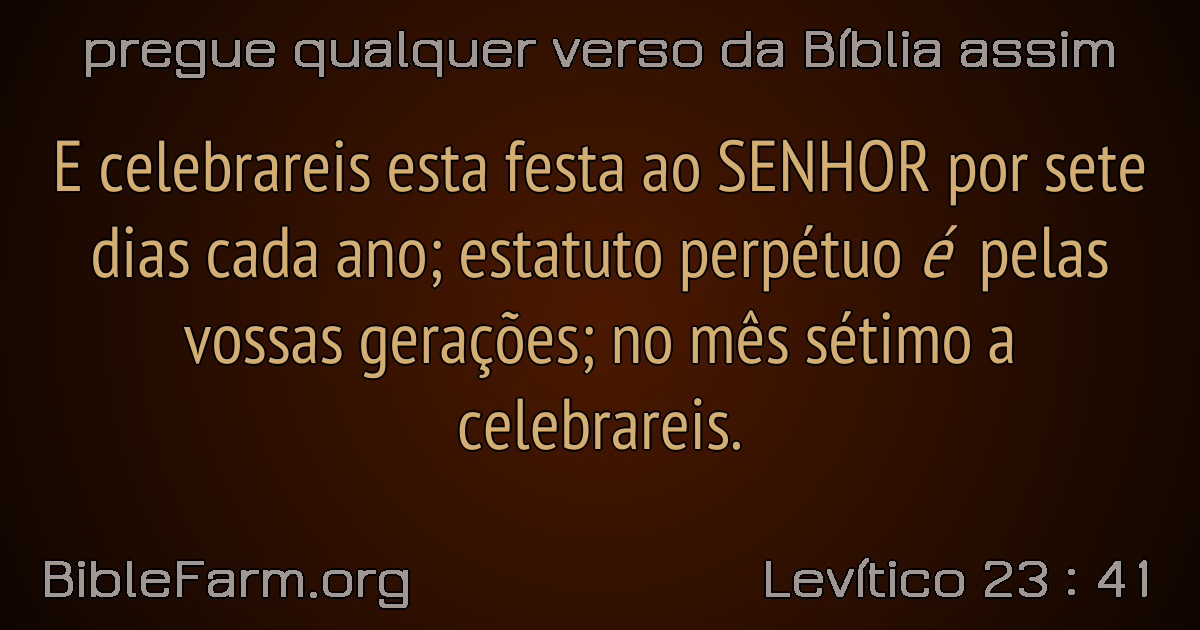 pregue qualquer verso da Bíblia assim
E celebrareis esta festa ao SENHOR por sete
dias cada ano; estatuto perpétuo é pelas
vossas gerações; no mês sétimo a
celebrareis.
BibleFarm.org
Levítico 23 : 41